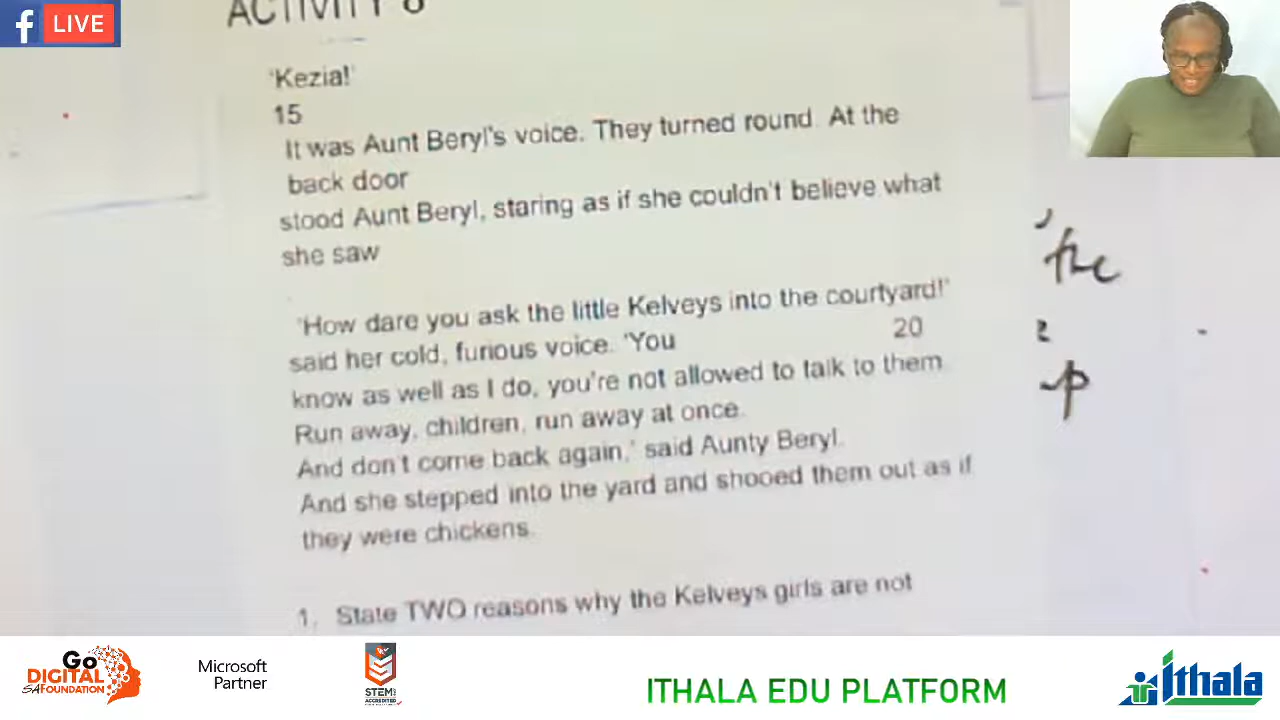 f LIVE
'Kezia!'
15
It was Aunt Beryl's voice. They turned round. At the
back door
stood Aunt Beryl, staring as if she couldn't believe what
she saw
'How dare you ask the little Kelveys into the courtyard!'
said her cold, furious voice. 'You 20
know as well as I do, you're not allowed to talk to them.
Run away, children, run away at once.
And don't come back again,' said Aunty Beryl.
And she stepped into the yard and shooed them out as if
they were chickens.
1. State TWO reasons why the Kelveys girls are not
the
Go
DIGITAL
SAFOUNDATION
Microsoft
Partner
STEM
ACCREDITED
ITHALA EDU PLATFORM
Ithala